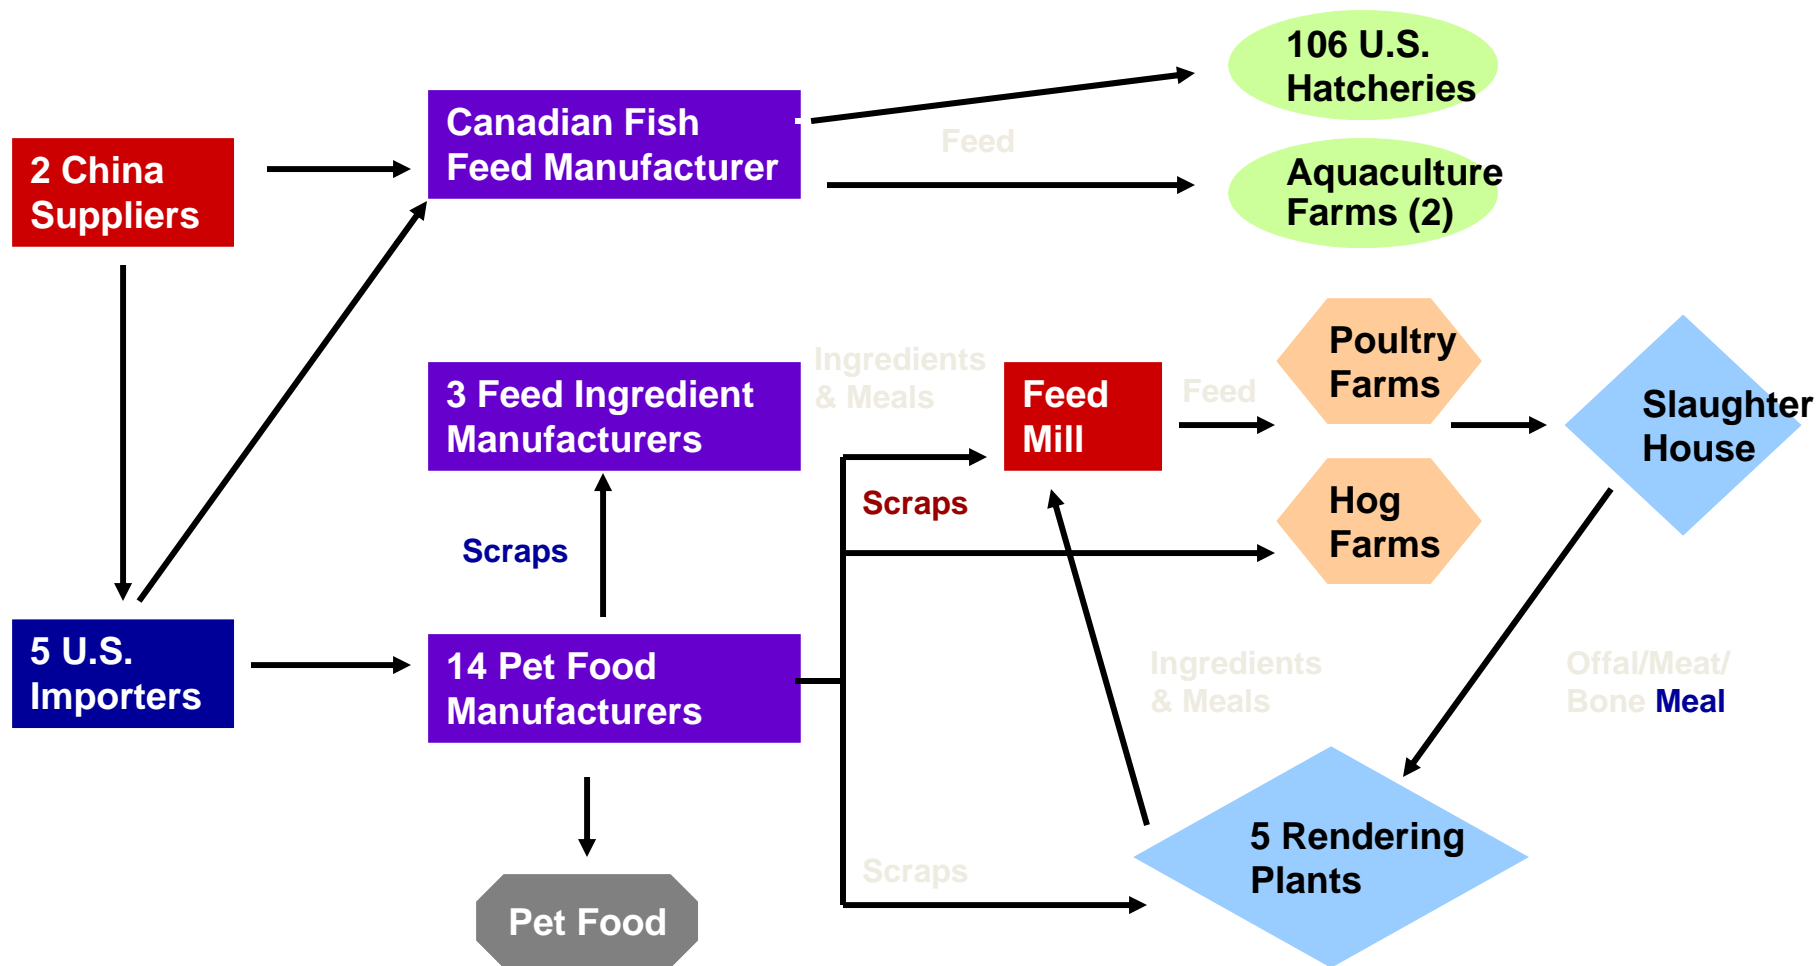 106 U.S.
Hatcheries
Canadian Fish
Feed Manufacturer
Feed
2 China
Suppliers
Aquaculture
Farms (2)
Poultry
Farms
Ingredients
& Meals
3 Feed Ingredient
Manufacturers
Feed
Mill
Feed
Slaughter
House
Scraps
Hog
Farms
Scraps
5 U.S.
Importers
14 Pet Food
Manufacturers
Ingredients
& Meals
Offal/Meat/
Bone Meal
5 Rendering
Plants
Scraps
Pet Food